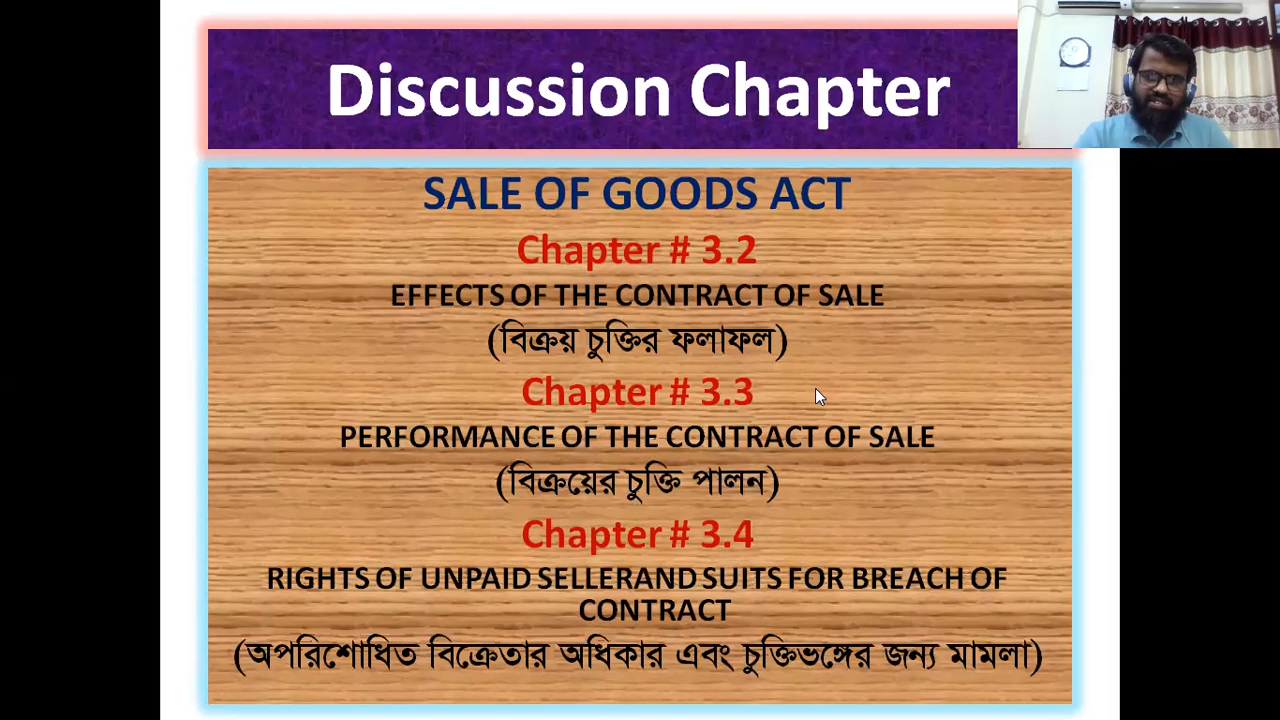 Discussion Chapter
SALE OF GOODS ACT
Chapter # 3.2
EFFECTS OF THE CONTRACT OF SALE
(বিক্রয় চুক্তির ফলাফল)
Chapter # 3.3
PERFORMANCE OF THE CONTRACT OF SALE
(বিক্রয়ের চুক্তি পালন)
Chapter # 3.4
RIGHTS OF UNPAID SELLERAND SUITS FOR BREACH OF
CONTRACT
(অপরিশোধিত বিক্রেতার অধিকার এবং চুক্তিভঙ্গের জন্য মামলা)